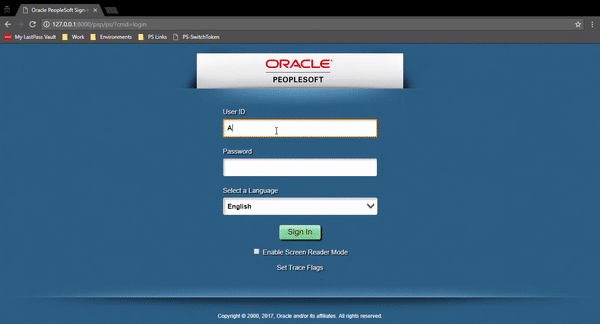 Oracle PeopleSoft Sign-i
127.0.0.1:8000/psp/ps/?cmd=login
My LastPass Vault Work Environments PS Links PS-SwitchToken
ORACLE
PEOPLESOFT
User ID
A
Password
Select a Language
English
Sign In
Enable Screen Reader Mode
Set Trace Flags
Copyright © 2000, 2017, Oracle and/or its affiliates. All rights reserved.